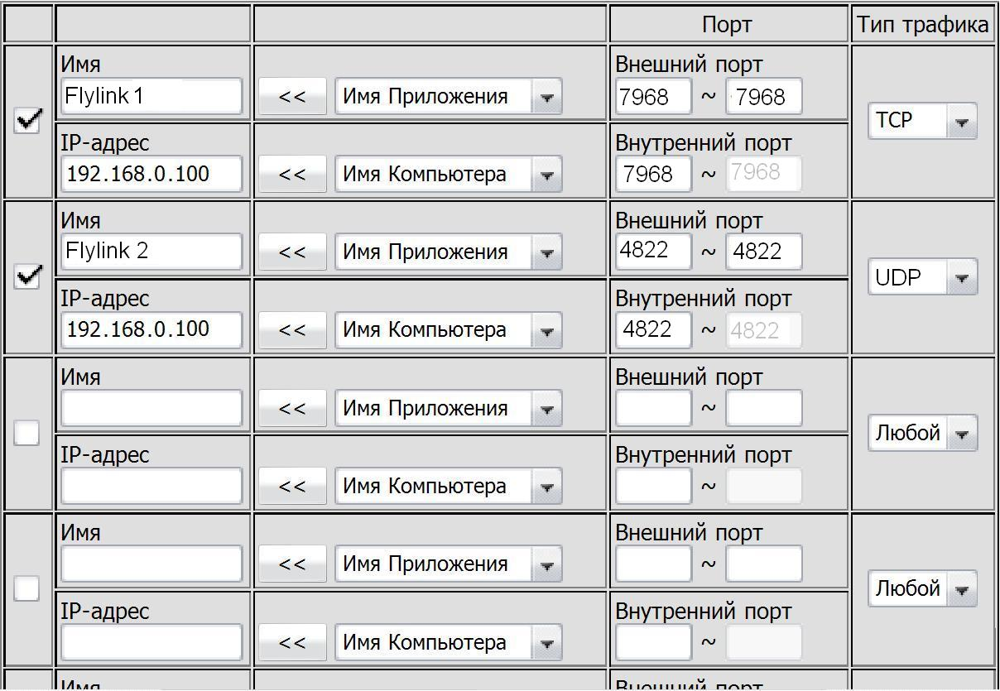 Порт Тип трафика
Имя Внешний порт
Flylink 1 << Имя Приложения 7968 ~ 7968
TCP
IP-адрес Внутренний порт
192.168.0.100 << Имя Компьютера 7968 ~ 7968
Имя Внешний порт
Flylink 2 << Имя Приложения 4822 ~ 4822
UDP
IP-адрес Внутренний порт
192.168.0.100 << Имя Компьютера 4822 ~ 4822
Имя Внешний порт
<< Имя Приложения ~
Любой
IP-адрес Внутренний порт
<< Имя Компьютера ~
Имя Внешний порт
<< Имя Приложения ~
Любой
IP-адрес Внутренний порт
<< Имя Компьютера ~
Имя Внешний порт